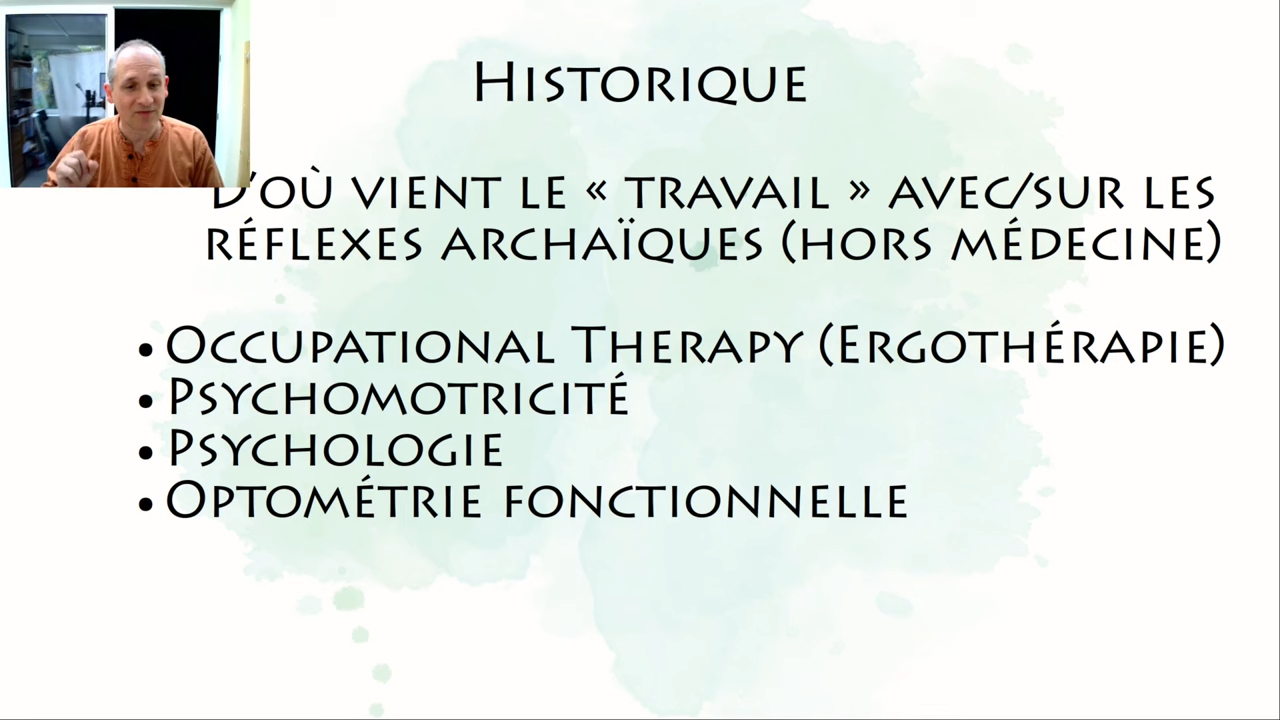 HISTORIQUE
D'OÙ VIENT LE « TRAVAIL » AVEC/SUR LES
RÉFLEXES ARCHAÏQUES (HORS MÉDECINE)
• OCCUPATIONAL THERAPY (ERGOTHÉRAPIE)
• PSYCHOMOTRICITÉ
• PSYCHOLOGIE
• OPTOMÉTRIE FONCTIONNELLE